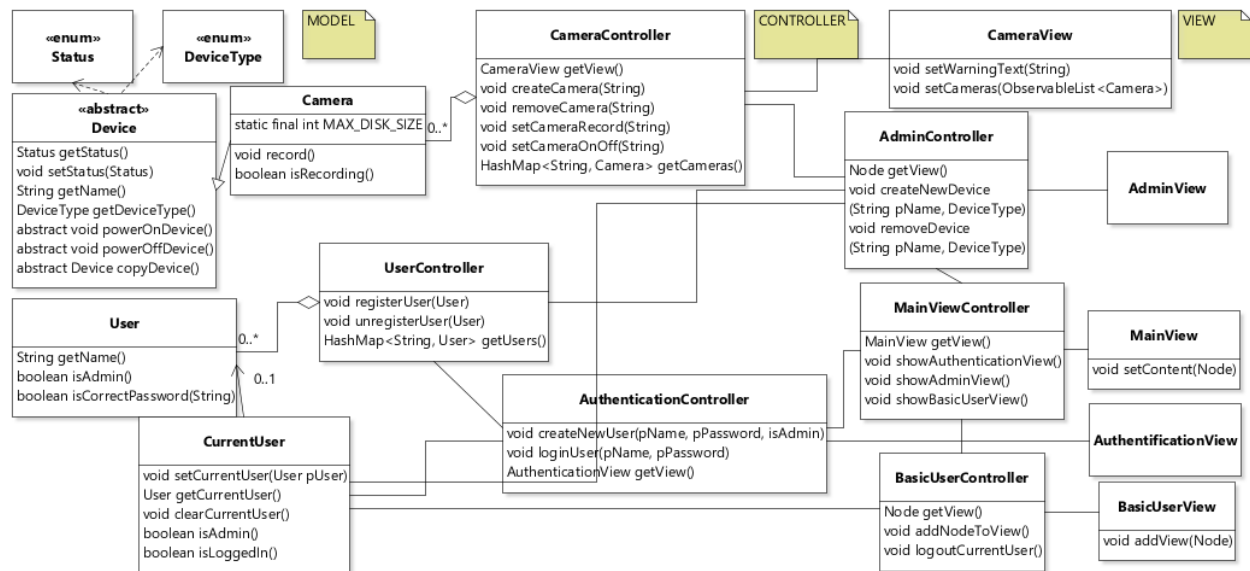 «enum»
Status
«enum»
DeviceType
MODEL
CameraController
CameraView getView()
void createCamera(String)
void removeCamera(String)
void setCameraRecord(String)
void setCameraOnOff(String)
HashMap<String, Camera> getCameras()
CONTROLLER
CameraView
void setWarningText(String)
void setCameras(ObservableList<Camera>)
VIEW
«abstract»
Device
Status getStatus()
void setStatus(Status)
String getName()
DeviceType getDeviceType()
abstract void powerOnDevice()
abstract void powerOffDevice()
abstract Device copyDevice()
Camera
static final int MAX_DISK_SIZE
void record()
boolean isRecording()
0..*
AdminController
Node getView()
void createNewDevice
(String pName, DeviceType)
void removeDevice
(String pName, DeviceType)
AdminView
UserController
void registerUser(User)
void unregisterUser(User)
HashMap<String, User> getUsers()
User
String getName()
boolean isAdmin()
boolean isCorrectPassword(String)
0..*
0..1
MainViewController
MainView getView()
void showAuthenticationView()
void showAdminView()
void showBasicUserView()
MainView
void setContent(Node)
AuthenticationController
void createNewUser(pName, pPassword, isAdmin)
void loginUser(pName, pPassword)
AuthenticationView getView()
AuthentificationView
CurrentUser
void setCurrentUser(User pUser)
User getCurrentUser()
void clearCurrentUser()
boolean isAdmin()
boolean isLoggedIn()
BasicUserController
Node getView()
void addNodeToView()
void logoutCurrentUser()
BasicUserView
void addView(Node)